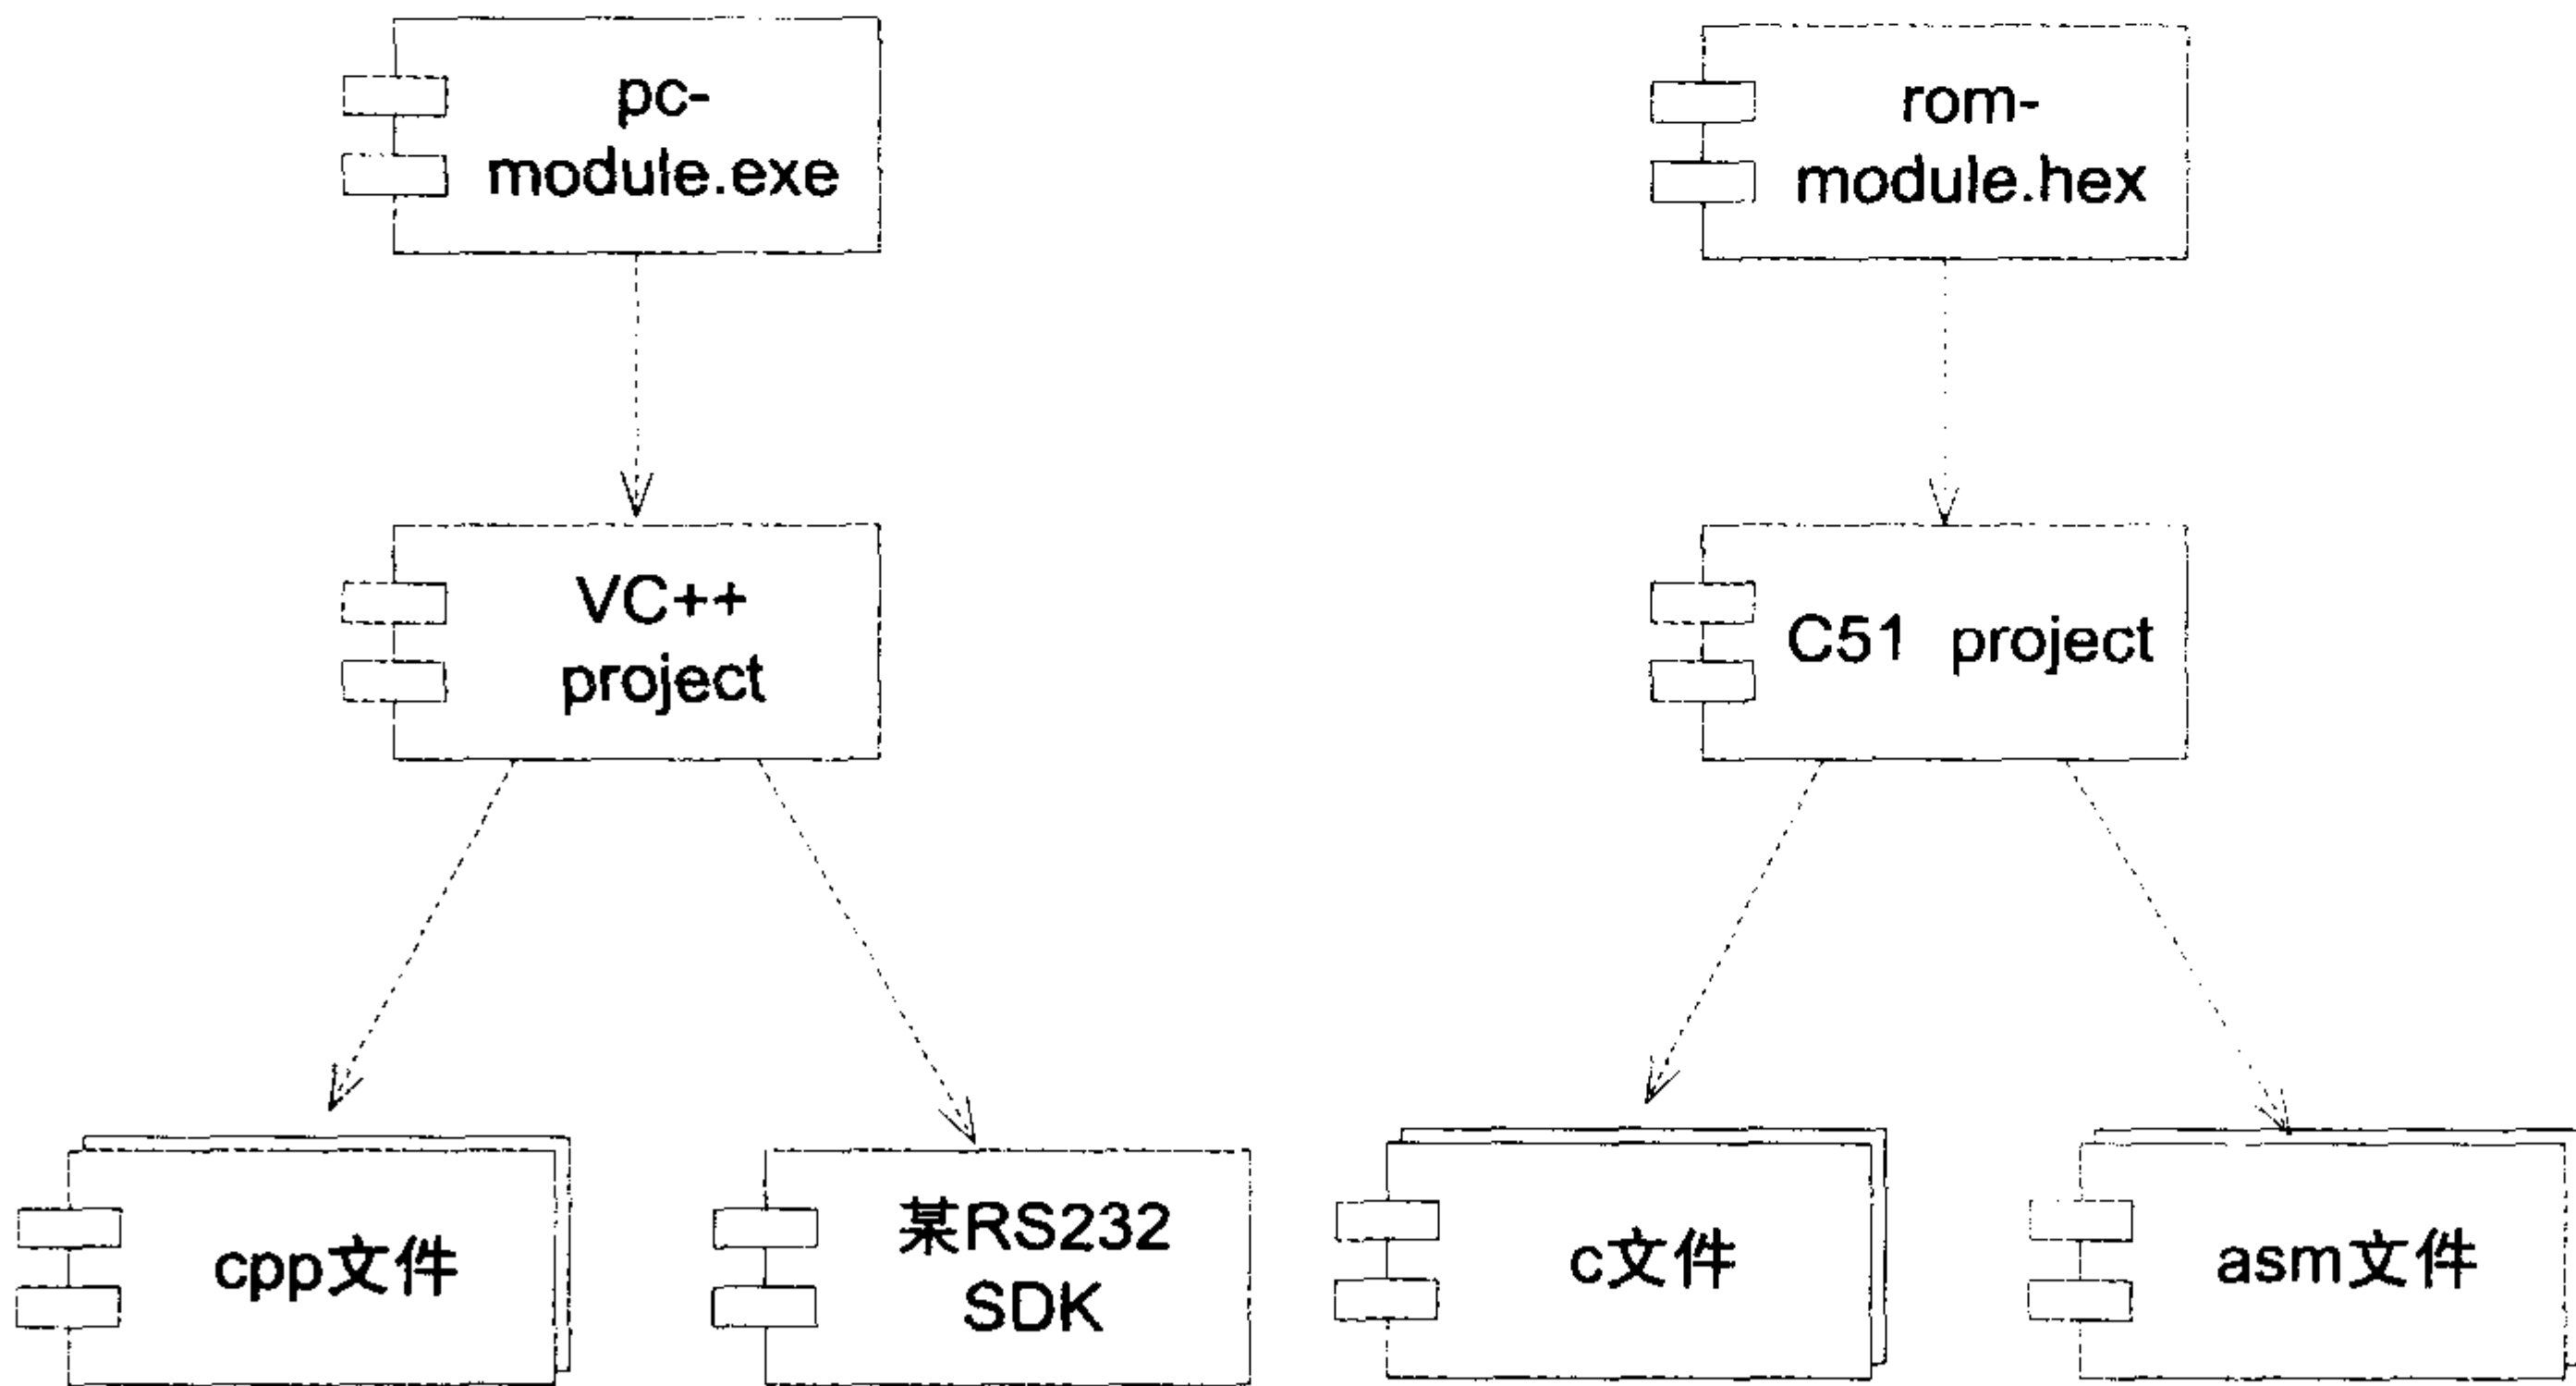 pc-
module.exe
rom-
module.hex
VC++
project
C51 project
cpp文件
某RS232
SDK
c文件
asm文件